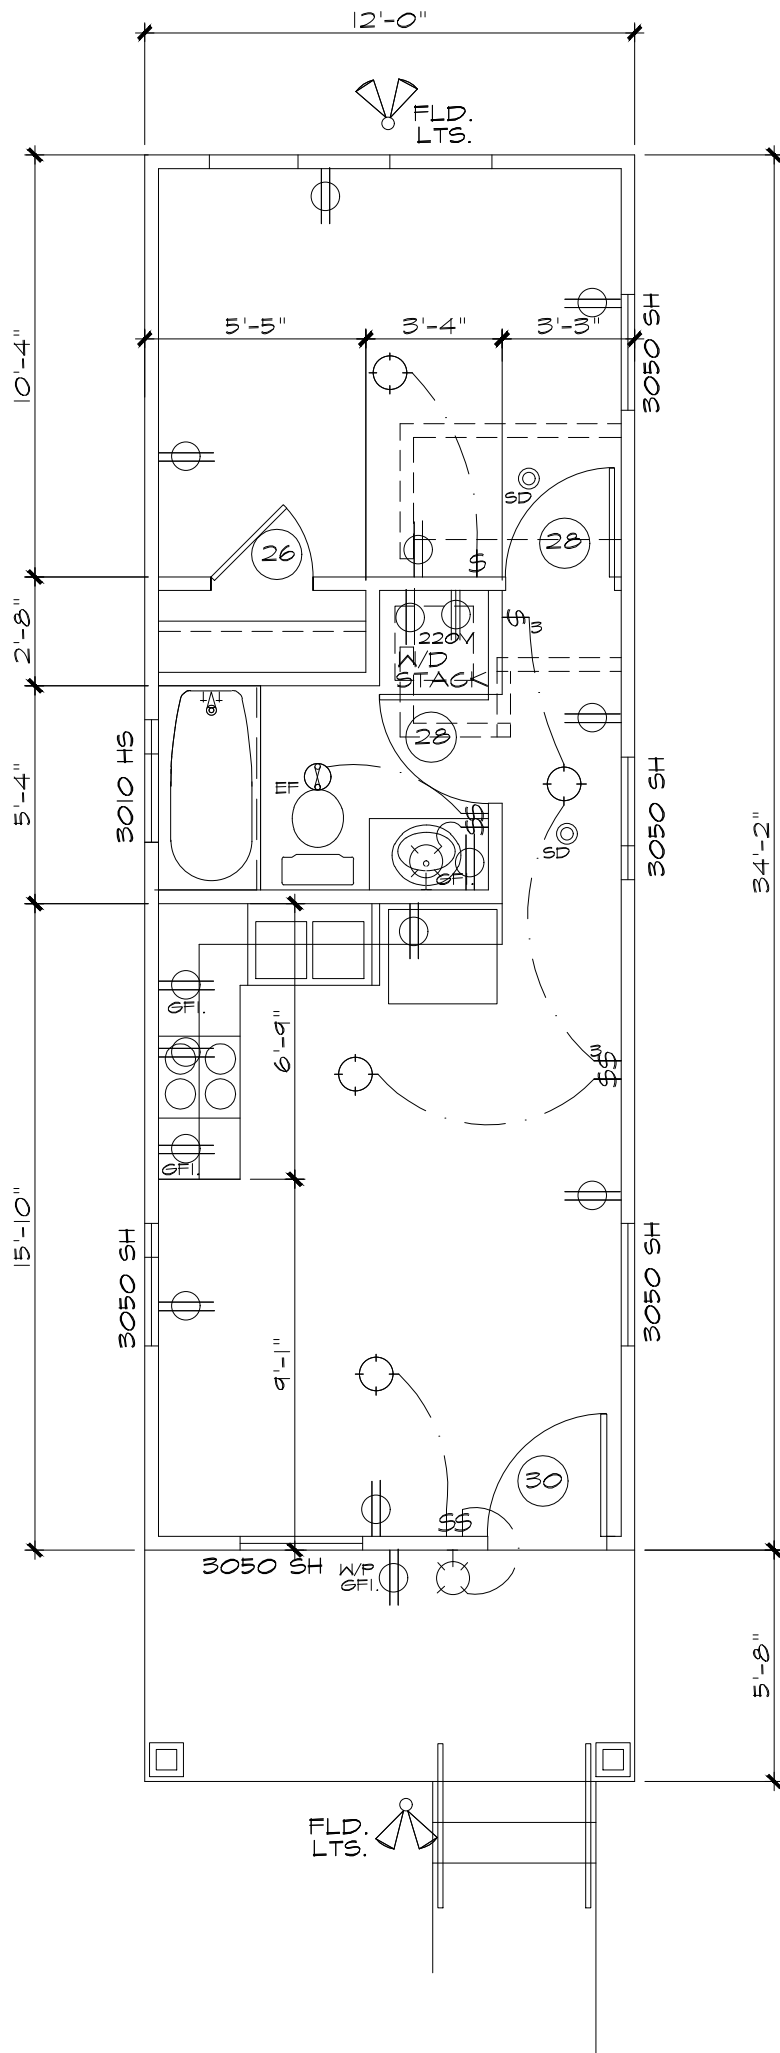 12'-0"
FLD.
LTS.
5'-5"
3'-4"
3'-3"
3050 SH
10'-4"
SD
26
28
$
2'-8"
$
3
220V
W/D
STACK
28
3010 HS
EF
3050 SH
5'-4"
$$
SD
GFI.
34'-2"
GFI.
6'-9"
3
$$
GFI.
15'-10"
3050 SH
3050 SH
9'-1"
30
$$
3050 SH
W/P
GFI.
5'-8"
FLD.
LTS.